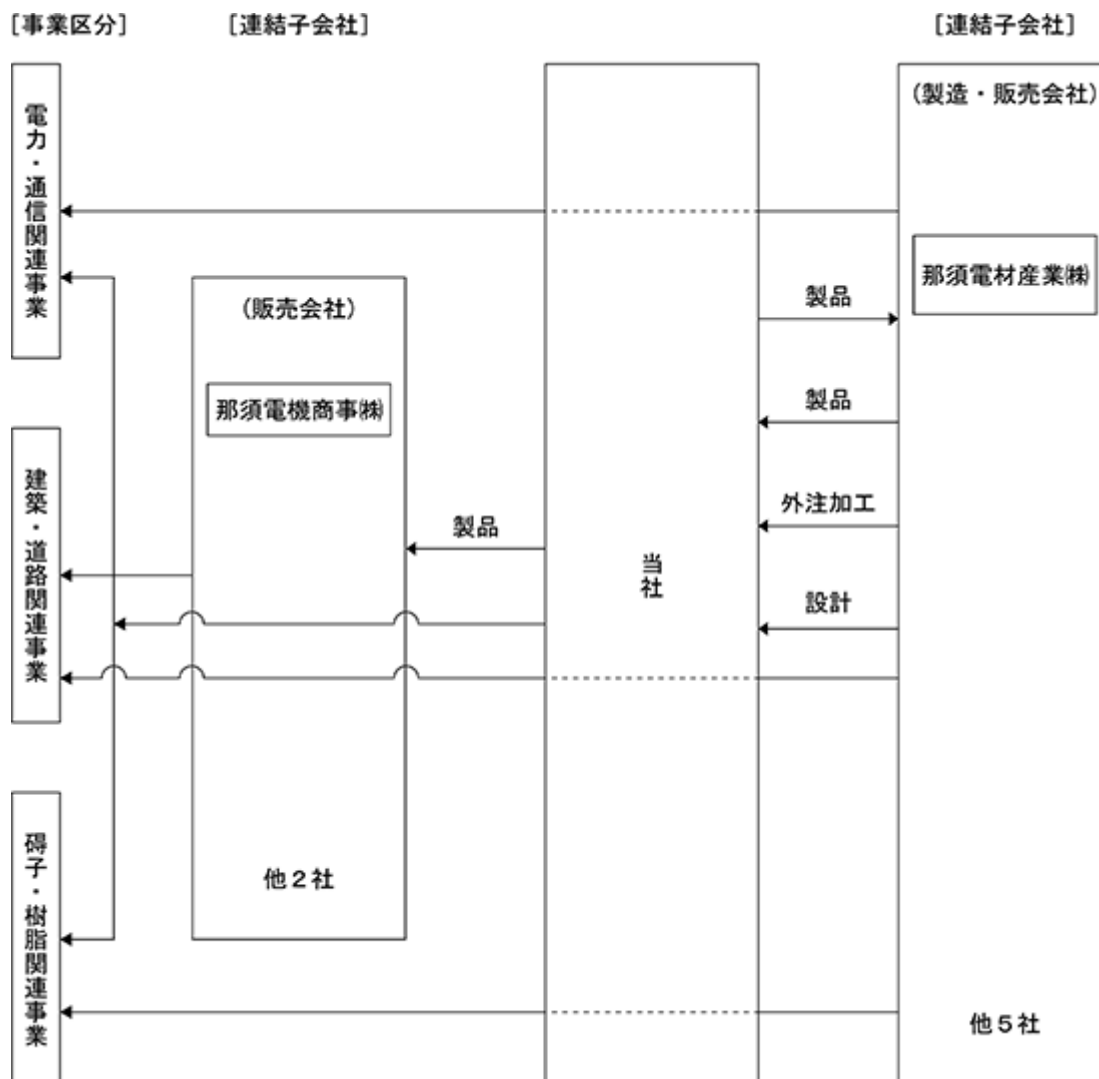 [事業区分]
[連結子会社]
[連結子会社]
電力・通信関連事業
(製造・販売会社)
那須電材産業㈱
製品
(販売会社)
製品
那須電機商事㈱
建築・道路関連事業
外注加工
製品
当社
設計
碍子・樹脂関連事業
他2社
他5社